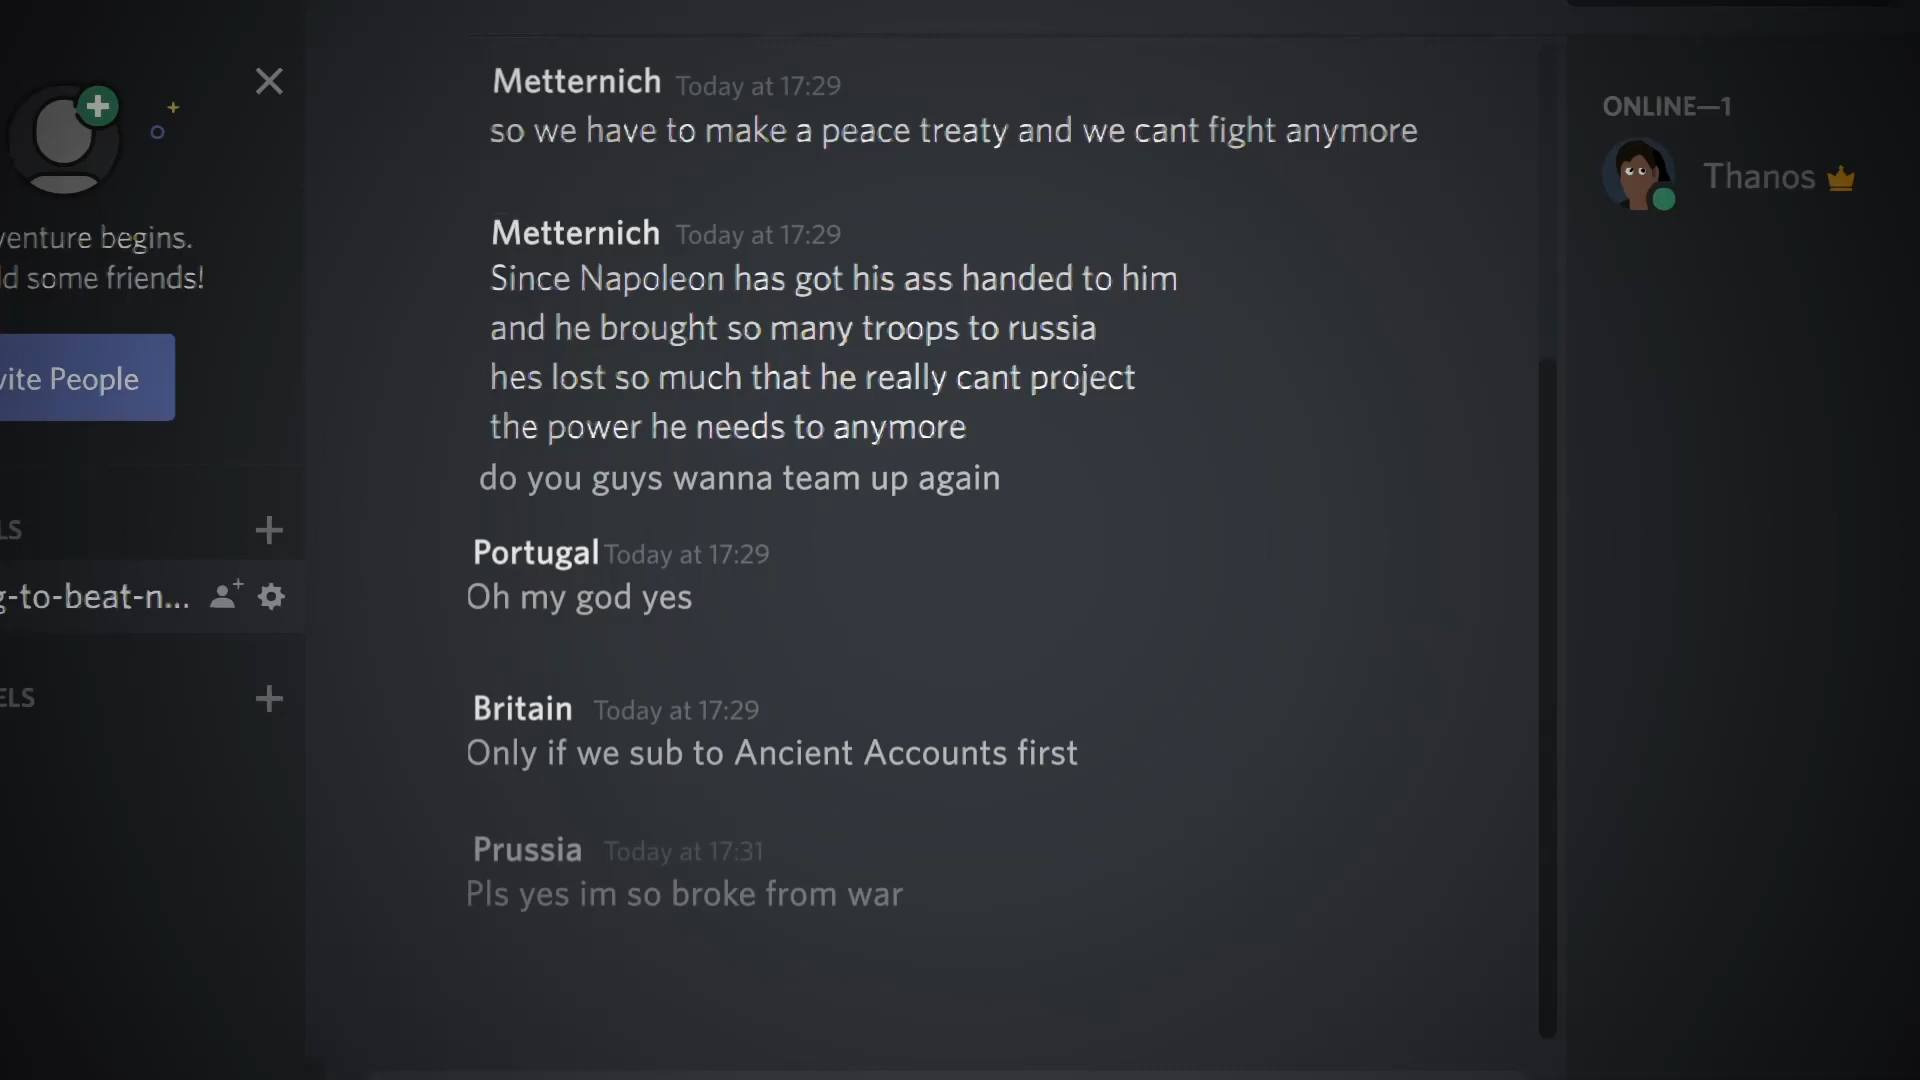 venture begins.
d some friends!
vite People
LS
g-to-beat-n...
ELS
Metternich Today at 17:29
so we have to make a peace treaty and we cant fight anymore
Metternich Today at 17:29
Since Napoleon has got his ass handed to him
and he brought so many troops to russia
hes lost so much that he really cant project
the power he needs to anymore
do you guys wanna team up again
Portugal Today at 17:29
Oh my god yes
Britain Today at 17:29
Only if we sub to Ancient Accounts first
Prussia Today at 17:31
Pls yes im so broke from war
ONLINE—1
Thanos